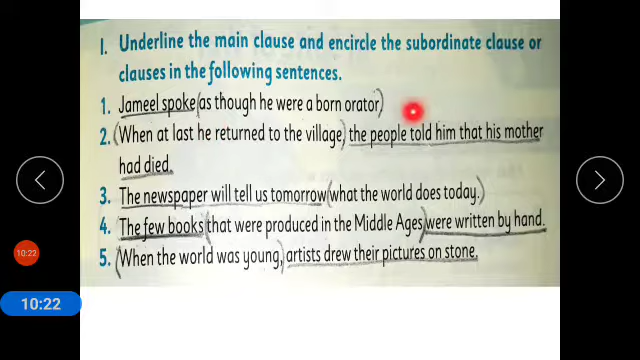 I. Underline the main clause and encircle the subordinate clause or
clauses in the following sentences.
1. Jameel spoke (as though he were a born orator)
2. (When at last he returned to the village) the people told him that his mother
had died.
3. The newspaper will tell us tomorrow (what the world does today.)
4. The few books (that were produced in the Middle Ages) were written by hand.
5. (When the world was young,) artists drew their pictures on stone.
10:22
10:22